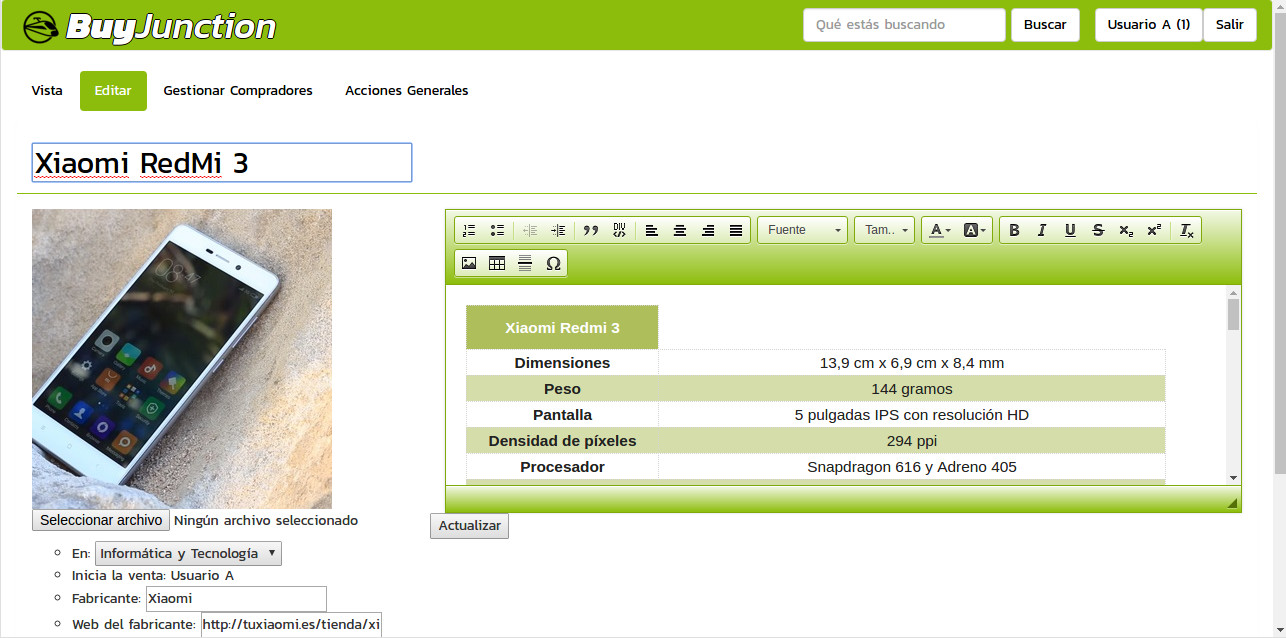 BuyJunction
Qué estás buscando
Buscar
Usuario A (1)
Salir
Vista
Editar
Gestionar Compradores
Acciones Generales
Xiaomi RedMi 3
Fuente
Tam..
Xiaomi Redmi 3
Dimensiones 13,9 cm x 6,9 cm x 8,4 mm
Peso 144 gramos
Pantalla 5 pulgadas IPS con resolución HD
Densidad de píxeles 294 ppi
Procesador Snapdragon 616 y Adreno 405
Seleccionar archivo Ningún archivo seleccionado
Actualizar
En: Informática y Tecnología
Inicia la venta: Usuario A
Fabricante: Xiaomi
Web del fabricante: http://tuxiaomi.es/tienda/xi